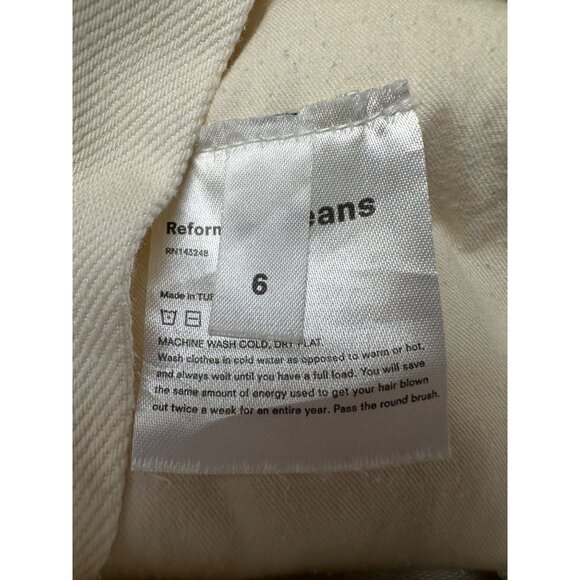 eans
Reform
RN143248
6
Made in TUR
MACHINE WASH COLD, DRY FLAT.
Wash clothes in cold water as opposed to warm or hot,
and always wait until you have a full load. You will save
the same amount of energy used to get your hair blown
out twice a week for an entire year. Pass the round brush.